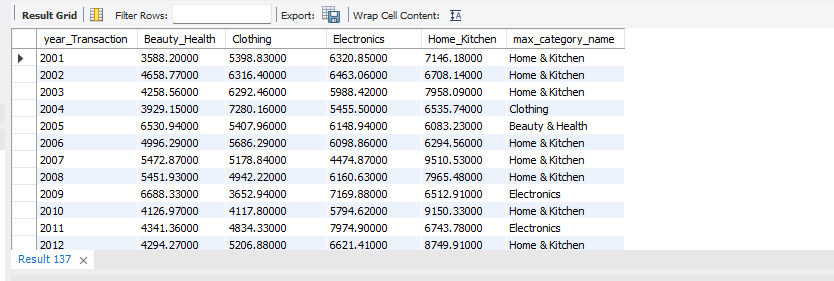 Result Grid Filter Rows: Export: Wrap Cell Content:
year_Transaction Beauty_Health Clothing Electronics Home_Kitchen max_category_name
2001 3588.20000 5398.83000 6320.85000 7146.18000 Home & Kitchen
2002 4658.77000 6316.40000 6463.06000 6708.14000 Home & Kitchen
2003 4258.56000 6292.46000 5988.42000 7958.09000 Home & Kitchen
2004 3929.15000 7280.16000 5455.50000 6535.74000 Clothing
2005 6530.94000 5407.96000 6148.94000 6083.23000 Beauty & Health
2006 4996.29000 5686.29000 6098.86000 6294.56000 Home & Kitchen
2007 5472.87000 5178.84000 4474.87000 9510.53000 Home & Kitchen
2008 5451.93000 4942.22000 6160.63000 7965.48000 Home & Kitchen
2009 6688.33000 3652.94000 7169.88000 6512.91000 Electronics
2010 4126.97000 4117.80000 5794.62000 9150.33000 Home & Kitchen
2011 4341.36000 4834.33000 7974.90000 6743.78000 Electronics
2012 4294.27000 5206.88000 6621.41000 8749.91000 Home & Kitchen
Result 137